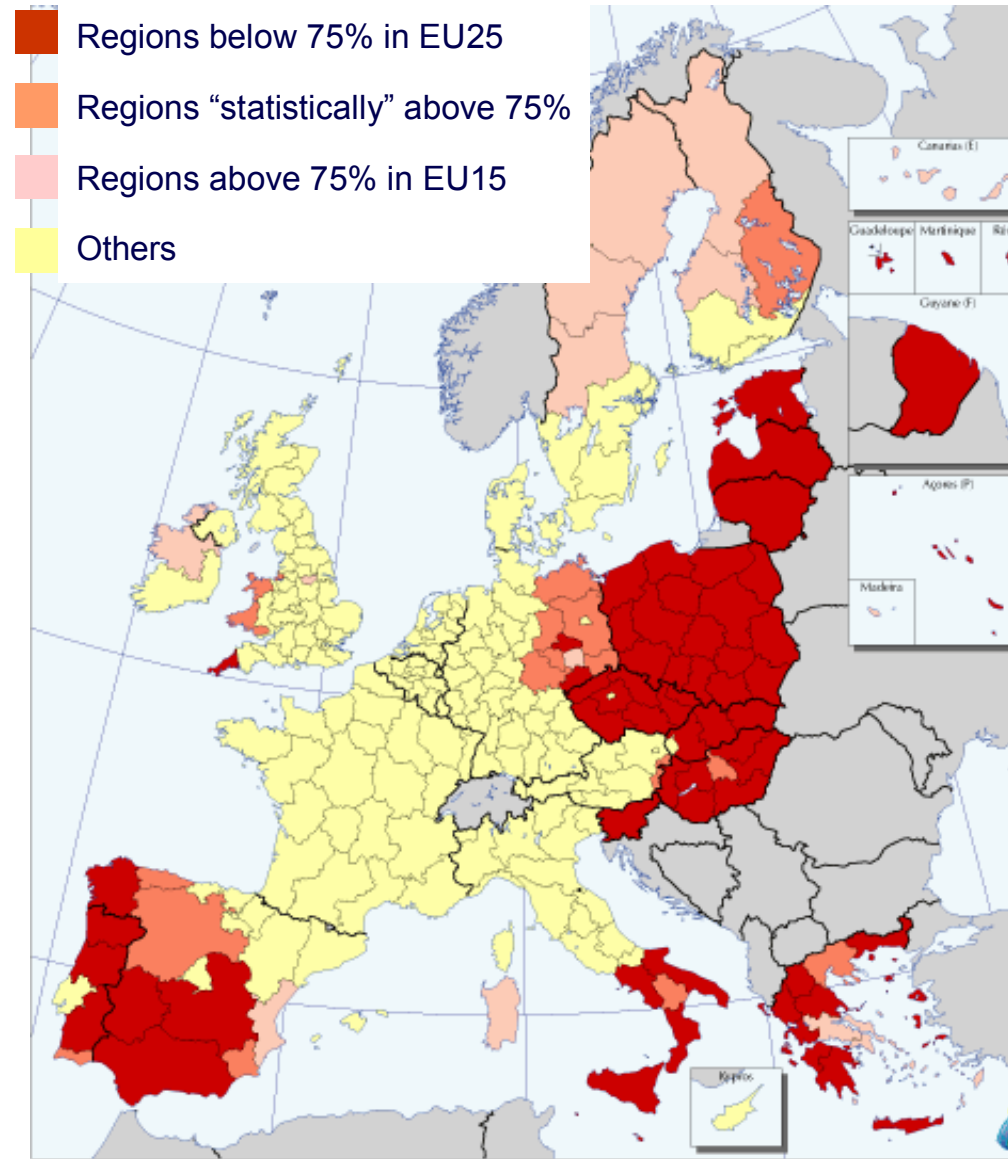 Regions below 75% in EU25
Regions “statistically” above 75%
Regions above 75% in EU15
Others
Canarias (E)
Guadeloupe
Martinique
Guyane (F)
Açores (P)
Madeira
Kypros